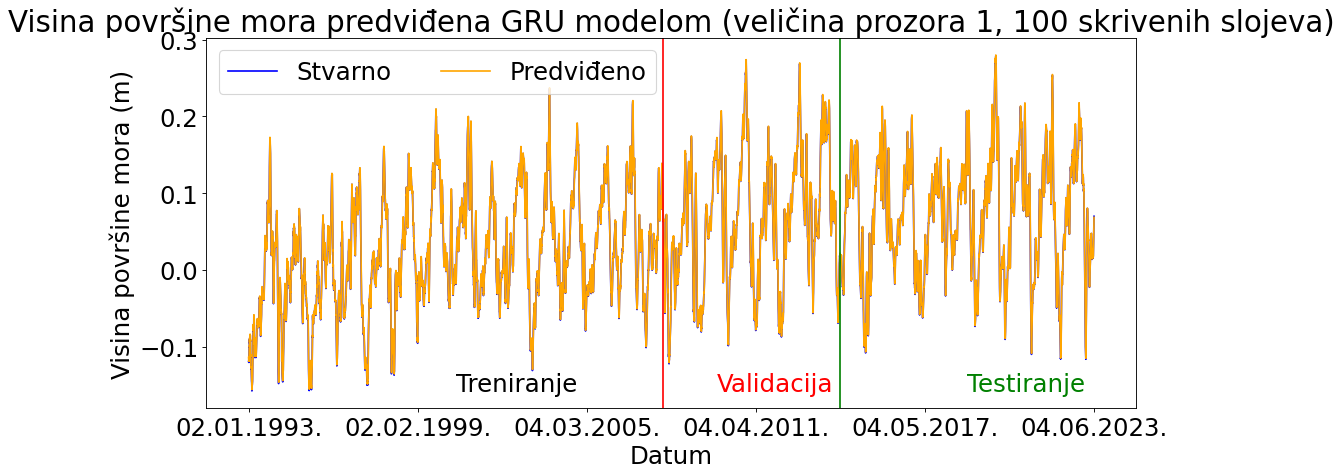 Visina površine mora predviđena GRU modelom (veličina prozora 1, 100 skrivenih slojeva)
Stvarno Predviđeno
Visina površine mora (m)
0.3
0.2
0.1
0.0
−0.1
Treniranje Validacija Testiranje
02.01.1993. 02.02.1999. 04.03.2005. 04.04.2011. 04.05.2017. 04.06.2023.
Datum